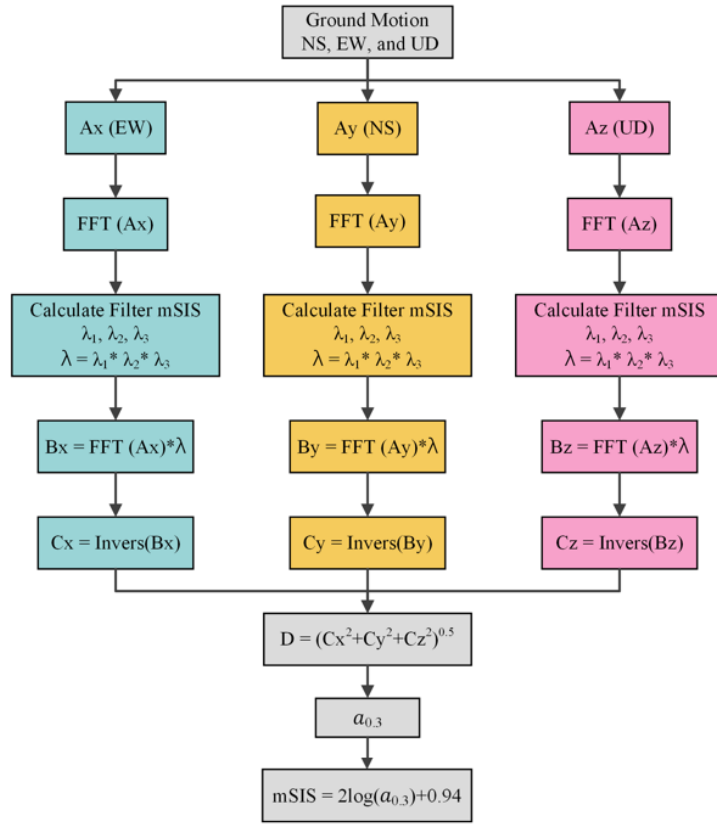 Ground Motion
NS, EW, and UD
Ax (EW)
Ay (NS)
Az (UD)
FFT (Ax)
FFT (Ay)
FFT (Az)
Calculate Filter mSIS
λ₁, λ₂, λ₃
λ = λ₁* λ₂* λ₃
Calculate Filter mSIS
λ₁, λ₂, λ₃
λ = λ₁* λ₂* λ₃
Calculate Filter mSIS
λ₁, λ₂, λ₃
λ = λ₁* λ₂* λ₃
Bx = FFT (Ax)*λ
By = FFT (Ay)*λ
Bz = FFT (Az)*λ
Cx = Invers(Bx)
Cy = Invers(By)
Cz = Invers(Bz)
D = (Cx²+Cy²+Cz²)⁰·⁵
a₀.₃
mSIS = 2log(a₀.₃)+0.94